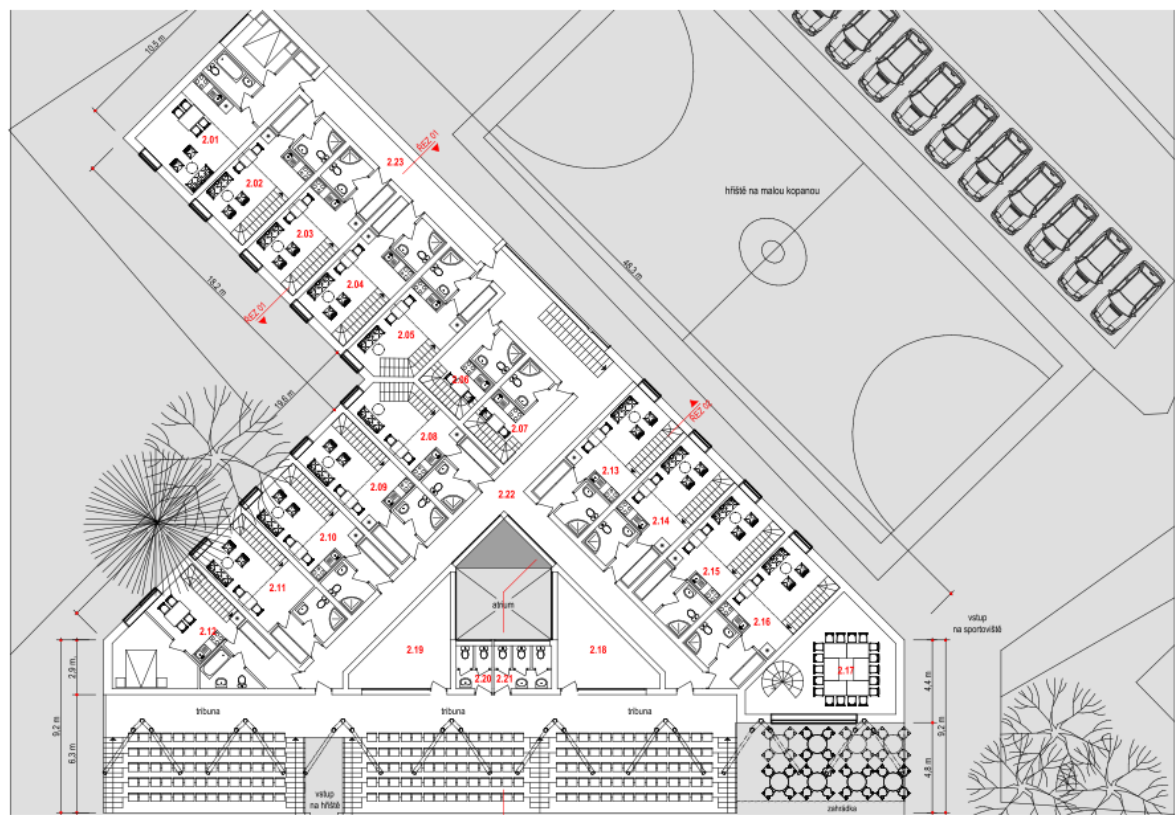 10,5 m
2.01
2.23
ŘEZ 01
2.02
hřiště na malou kopanou
2.03
48,3 m
18,2 m
2.04
ŘEZ 01
2.05
2.06
19,6 m
ŘEZ 02
2.08
2.07
2.13
2.09
2.22
2.14
2.10
2.15
2.11
atrium
2.16
vstup
na sportoviště
2.12
2.19
2.18
2.20
2.21
2.17
2,9 m
4,4 m
9,2 m
9,2 m
tribuna
tribuna
tribuna
6,3 m
4,8 m
vstup
na hřiště
zahrádka